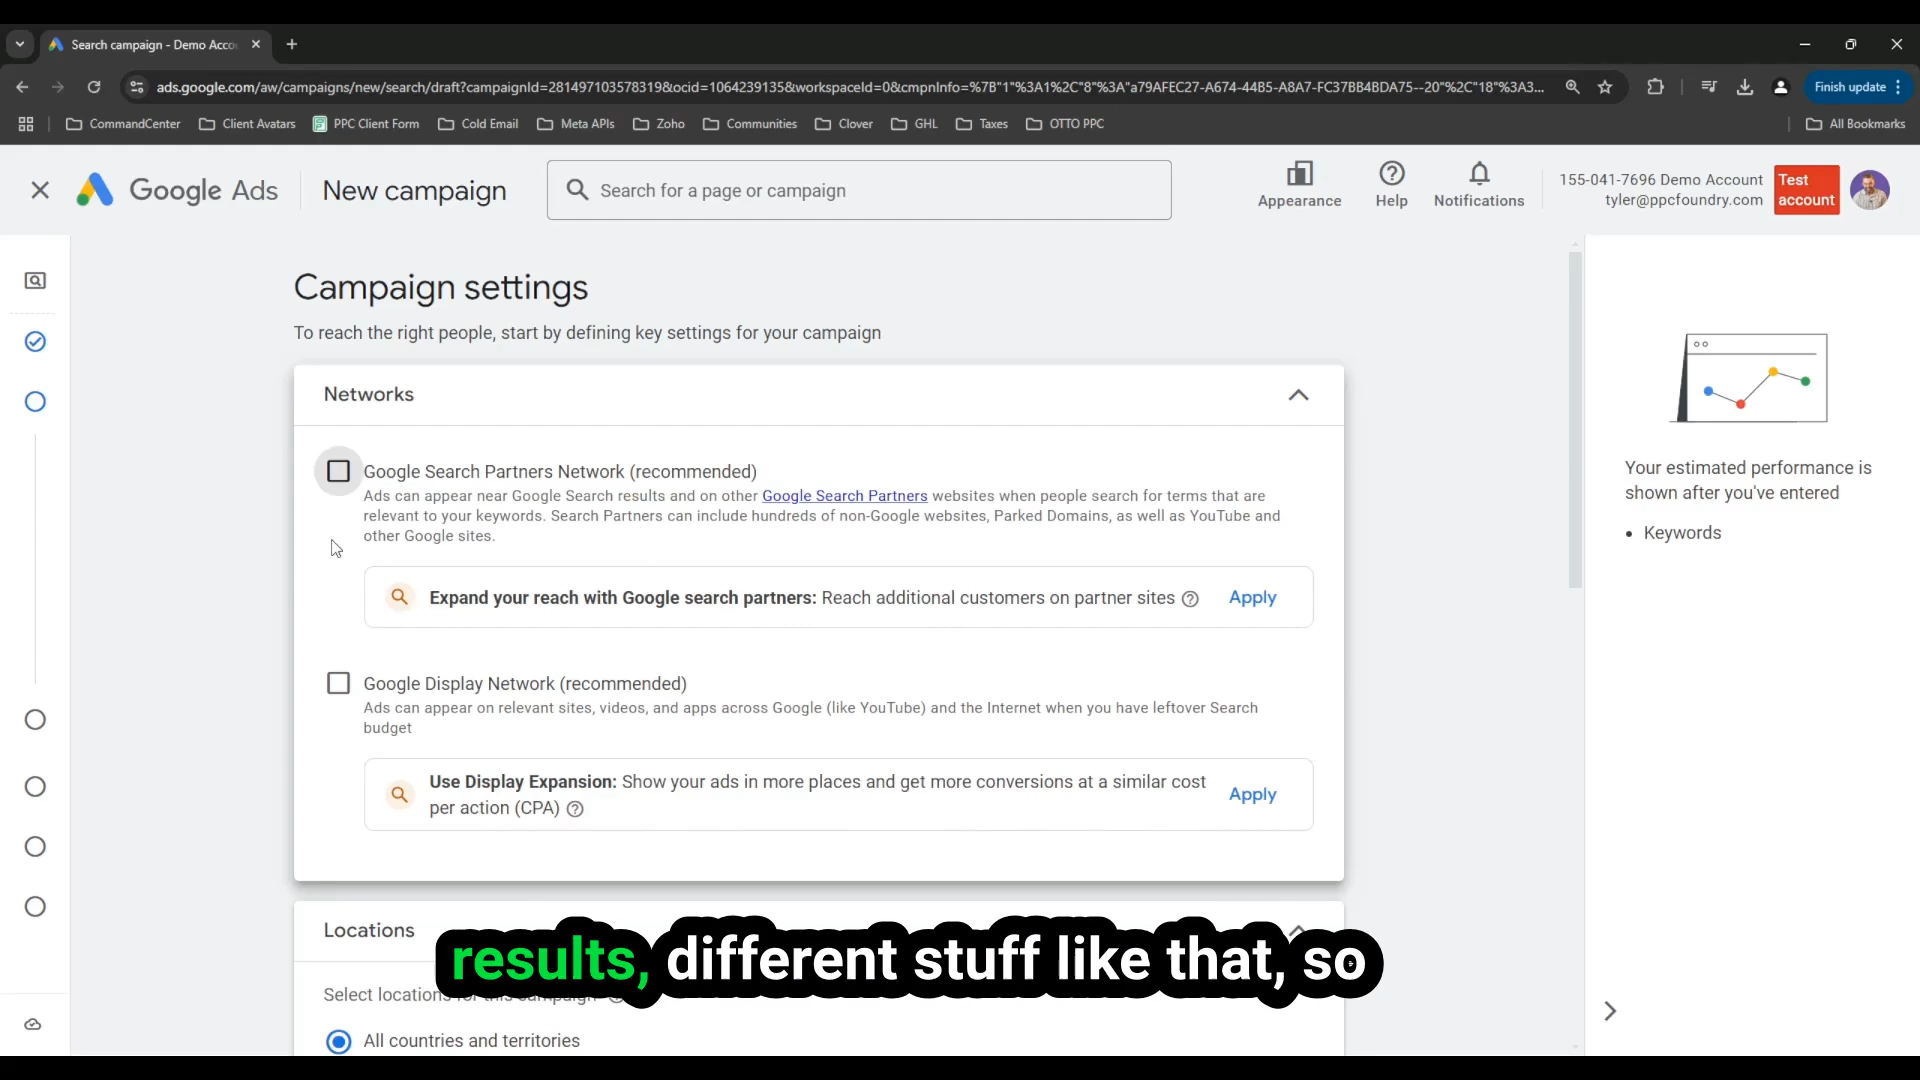 Search campaign - Demo Acco
ads.google.com/aw/campaigns/new/search/draft?campaignId=281497103578319&ocid=1064239135&workspaceId=0&cmpnInfo=%7B"1"%3A1%2C"8"%3A"a79AFEC27-A674-44B5-A8A7-FC37BB4BDA75--20"%2C"18"%3A3...
Finish update
CommandCenter
Client Avatars
PPC Client Form
Cold Email
Meta APIs
Zoho
Communities
Clover
GHL
Taxes
OTTO PPC
All Bookmarks
Google Ads
New campaign
Search for a page or campaign
Appearance
Help
Notifications
155-041-7696 Demo Account
tyler@ppcfoundry.com
Test
account
Campaign settings
To reach the right people, start by defining key settings for your campaign
Networks
Google Search Partners Network (recommended)
Ads can appear near Google Search results and on other Google Search Partners websites when people search for terms that are
relevant to your keywords. Search Partners can include hundreds of non-Google websites, Parked Domains, as well as YouTube and
other Google sites.
Expand your reach with Google search partners: Reach additional customers on partner sites
Apply
Google Display Network (recommended)
Ads can appear on relevant sites, videos, and apps across Google (like YouTube) and the Internet when you have leftover Search
budget
Use Display Expansion: Show your ads in more places and get more conversions at a similar cost
per action (CPA)
Apply
Your estimated performance is
shown after you've entered
• Keywords
Locations
results, different stuff like that, so
Select locations for this campaign
All countries and territories